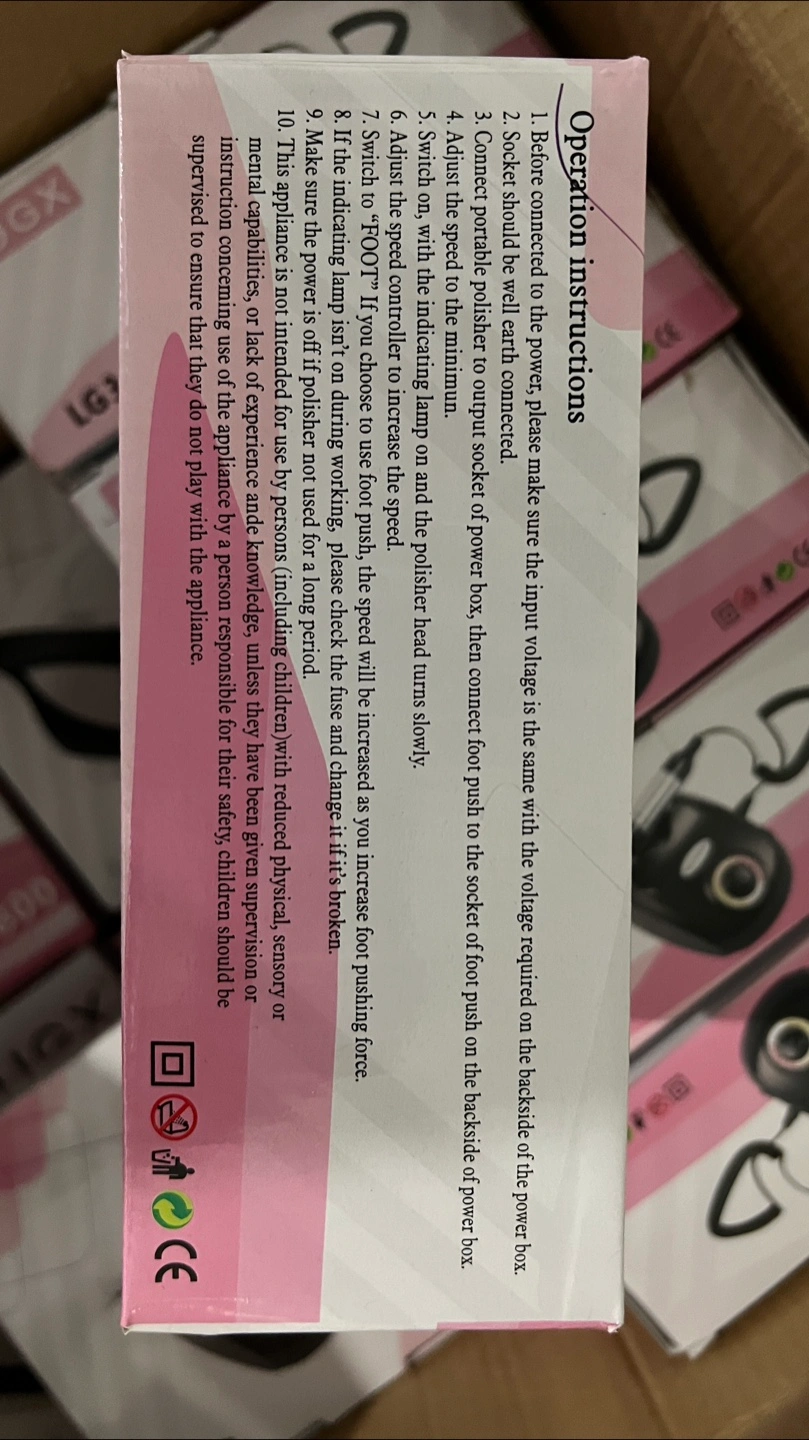 Operation instructions
1. Before connected to the power, please make sure the input voltage is the same with the voltage required on the backside of the power box.
2. Socket should be well earth connected.
3. Connect portable polisher to output socket of power box, then connect foot push to the socket of foot push on the backside of power box.
4. Adjust the speed to the minimun.
5. Switch on, with the indicating lamp on and the polisher head turns slowly.
6. Adjust the speed controller to increase the speed.
7. Switch to “FOOT” If you choose to use foot push, the speed will be increased as you increase foot pushing force.
8. If the indicating lamp isn't on during working, please check the fuse and change it if it's broken.
9. Make sure the power is off if polisher not used for a long period.
10. This appliance is not intended for use by persons (including children)with reduced physical, sensory or
mental capabilities, or lack of experience ande knowledge, unless they have been given supervision or
instruction conceming use of the appliance by a person responsible for their safety, children should be
supervised to ensure that they do not play with the appliance.
CE
CE